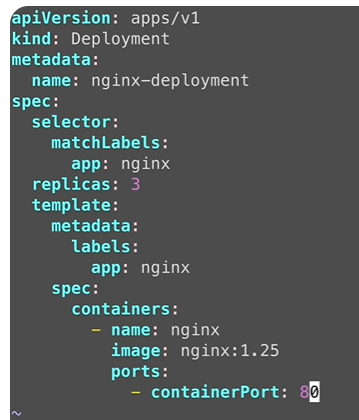 apiVersion: apps/v1
kind: Deployment
metadata:
  name: nginx-deployment
spec:
  selector:
    matchLabels:
      app: nginx
  replicas: 3
  template:
    metadata:
      labels:
        app: nginx
    spec:
      containers:
        - name: nginx
          image: nginx:1.25
          ports:
            - containerPort: 80
~